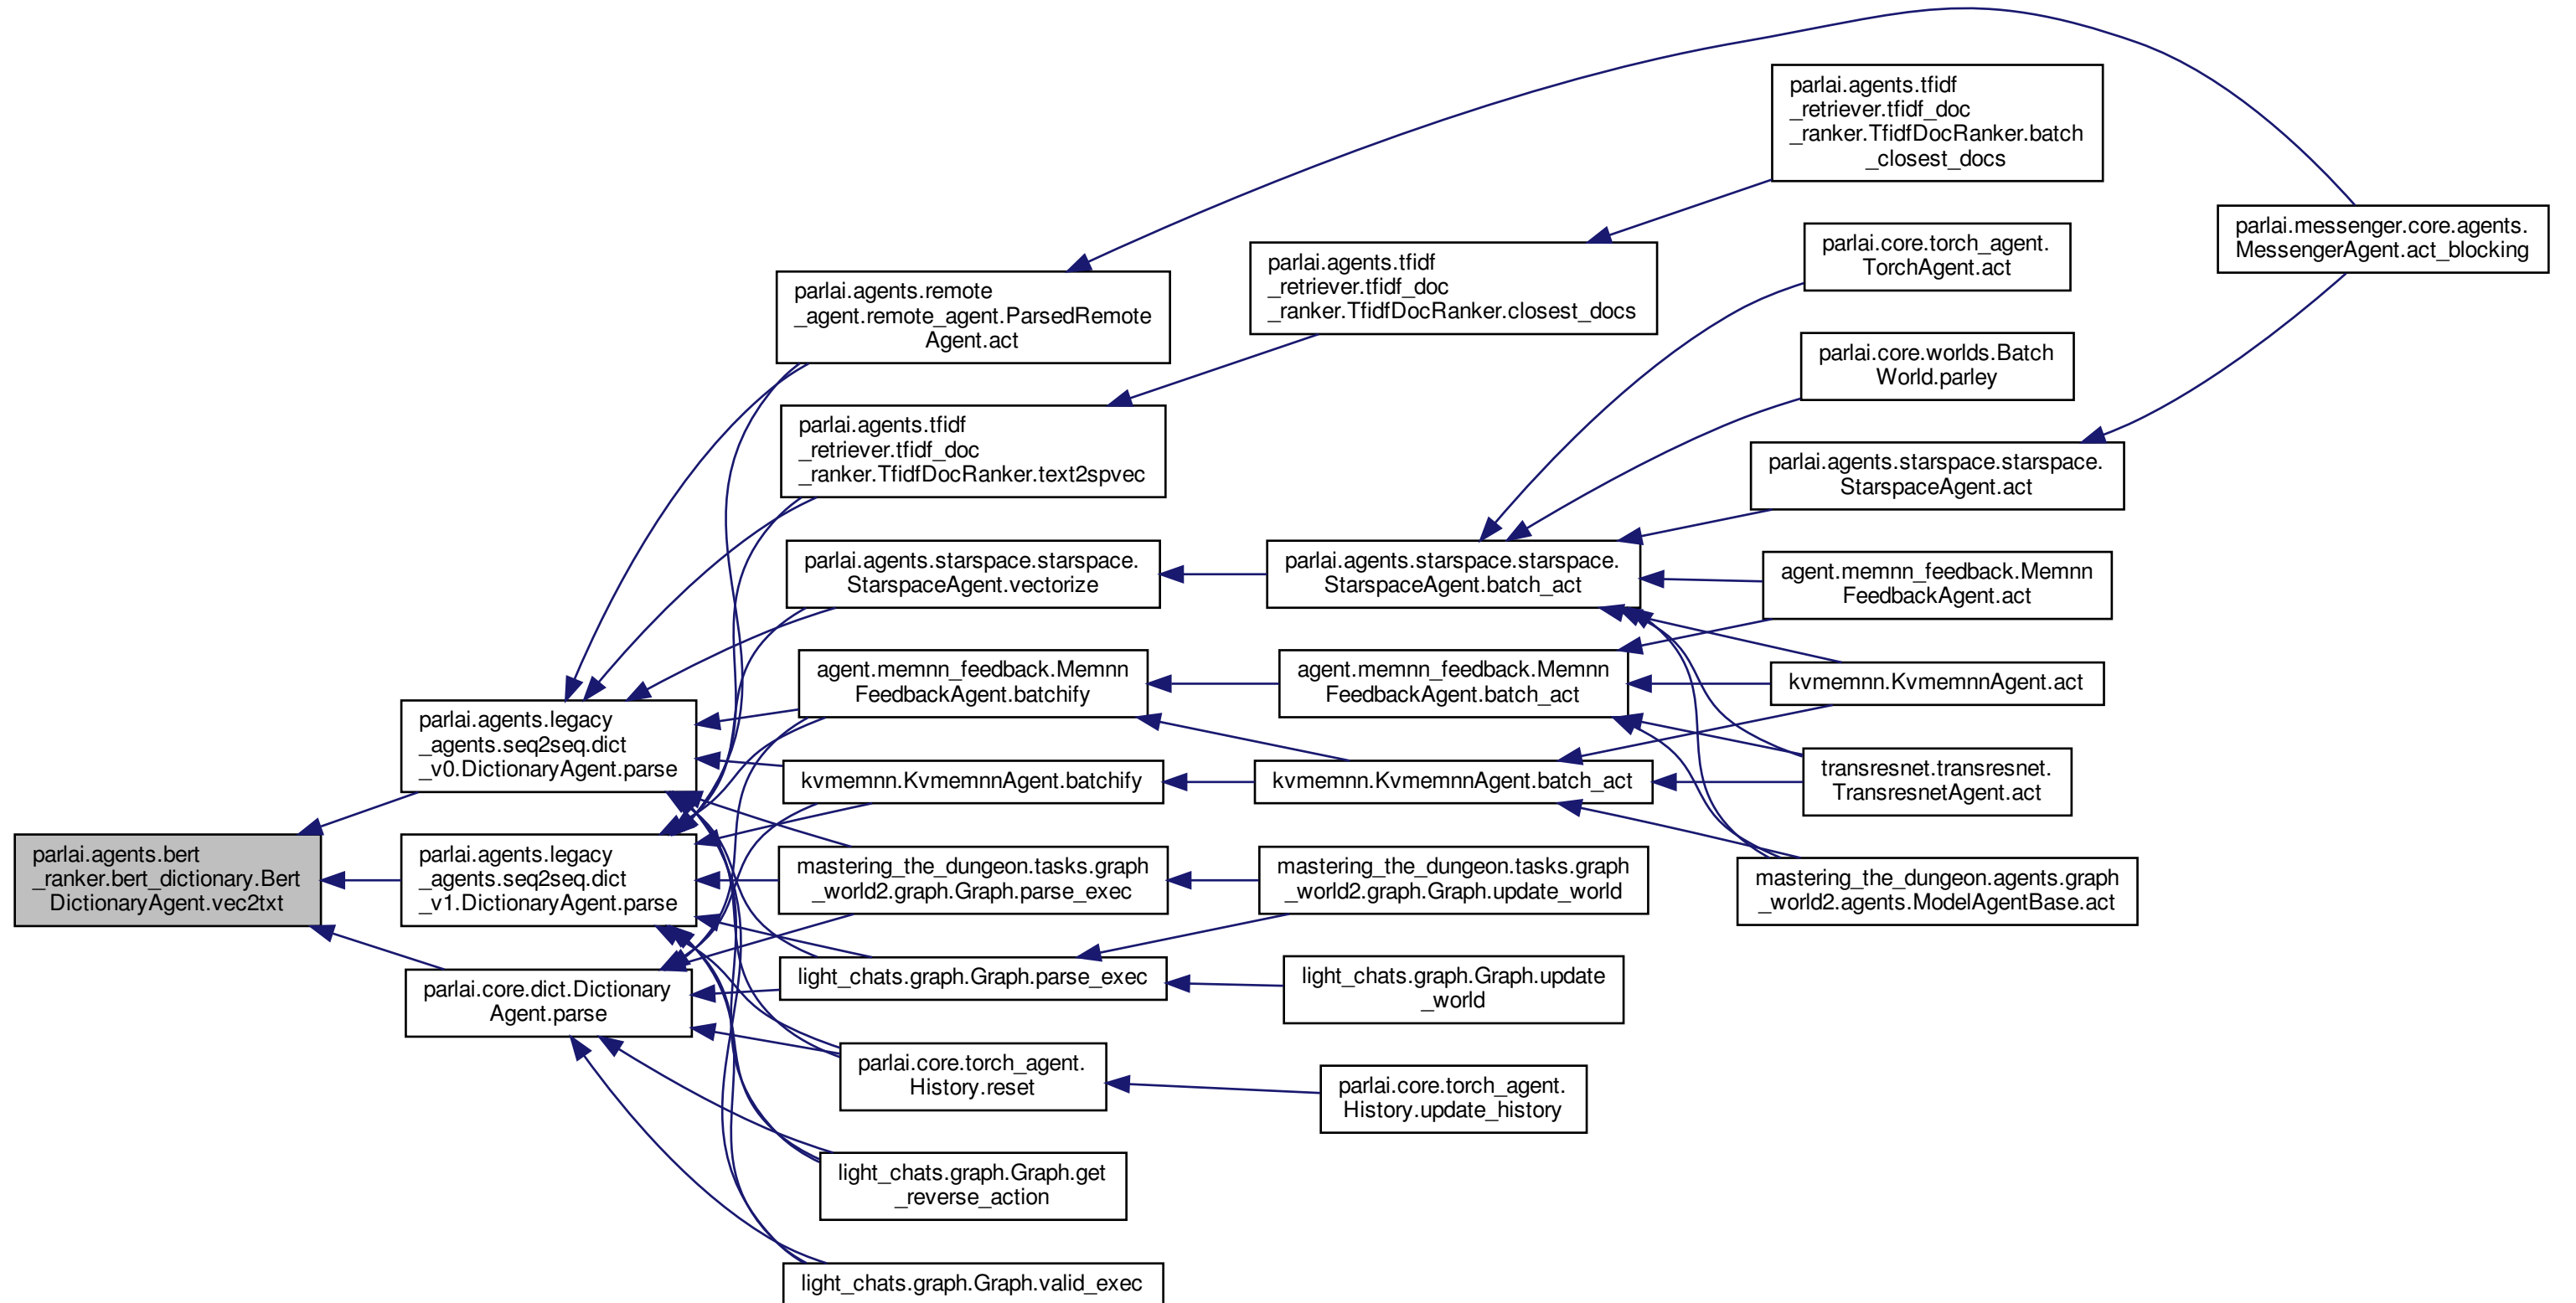 parlai.agents.bert
_ranker.bert_dictionary.Bert
DictionaryAgent.vec2txt
parlai.agents.legacy
_agents.seq2seq.dict
_v0.DictionaryAgent.parse
parlai.agents.legacy
_agents.seq2seq.dict
_v1.DictionaryAgent.parse
parlai.core.dict.Dictionary
Agent.parse
parlai.agents.remote
_agent.remote_agent.ParsedRemote
Agent.act
parlai.agents.tfidf
_retriever.tfidf_doc
_ranker.TfidfDocRanker.text2spvec
parlai.agents.starspace.starspace.
StarspaceAgent.vectorize
agent.memnn_feedback.Memnn
FeedbackAgent.batchify
kvmemnn.KvmemnnAgent.batchify
mastering_the_dungeon.tasks.graph
_world2.graph.Graph.parse_exec
light_chats.graph.Graph.parse_exec
parlai.core.torch_agent.
History.reset
light_chats.graph.Graph.get
_reverse_action
light_chats.graph.Graph.valid_exec
parlai.agents.tfidf
_retriever.tfidf_doc
_ranker.TfidfDocRanker.closest_docs
parlai.agents.starspace.starspace.
StarspaceAgent.batch_act
agent.memnn_feedback.Memnn
FeedbackAgent.batch_act
kvmemnn.KvmemnnAgent.batch_act
mastering_the_dungeon.tasks.graph
_world2.graph.Graph.update_world
light_chats.graph.Graph.update
_world
parlai.core.torch_agent.
History.update_history
parlai.agents.tfidf
_retriever.tfidf_doc
_ranker.TfidfDocRanker.batch
_closest_docs
parlai.core.torch_agent.
TorchAgent.act
parlai.core.worlds.Batch
World.parley
parlai.agents.starspace.starspace.
StarspaceAgent.act
agent.memnn_feedback.Memnn
FeedbackAgent.act
kvmemnn.KvmemnnAgent.act
transresnet.transresnet.
TransresnetAgent.act
mastering_the_dungeon.agents.graph
_world2.agents.ModelAgentBase.act
parlai.messenger.core.agents.
MessengerAgent.act_blocking